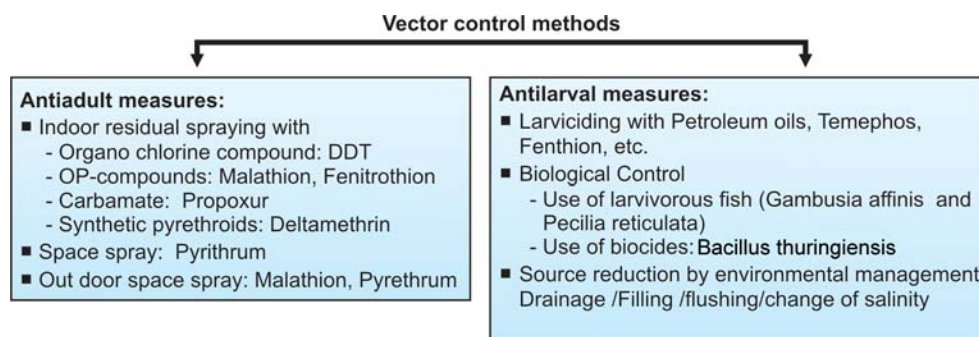 Vector control methods
Antiadult measures:
■ Indoor residual spraying with
- Organo chlorine compound: DDT
- OP-compounds: Malathion, Fenitrothion
- Carbamate: Propoxur
- Synthetic pyrethroids: Deltamethrin
■ Space spray: Pyrithrum
■ Out door space spray: Malathion, Pyrethrum
Antilarval measures:
■ Larviciding with Petroleum oils, Temephos,
Fenthion, etc.
■ Biological Control
- Use of larvivorous fish (Gambusia affinis and
Pecilia reticulata)
- Use of biocides: Bacillus thuringiensis
■ Source reduction by environmental management
Drainage /Filling /flushing/change of salinity